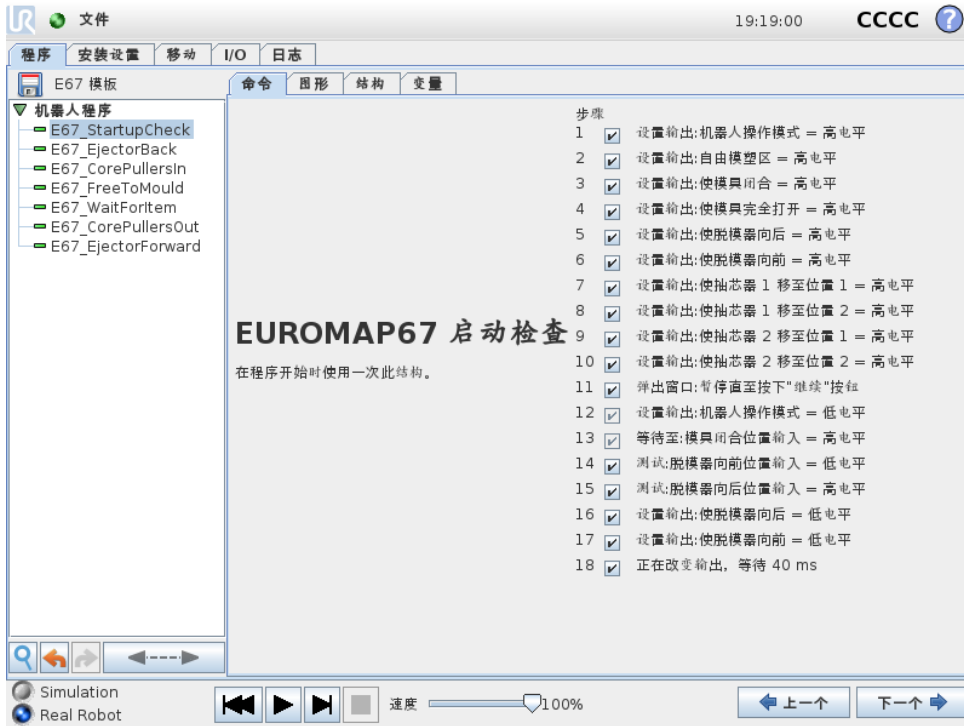 UR 文件 19:19:00 CCCC ?
程序 安装设置 移动 I/O 日志
E67 模板 命令 图形 结构 变量
机器人程序
E67_StartupCheck
E67_EjectorBack
E67_CorePullersIn
E67_FreeToMould
E67_WaitForItem
E67_CorePullersOut
E67_EjectorForward
EUROMAP67 启动检查
在程序开始时使用一次此结构。
步骤
1 设置输出:机器人操作模式 = 高电平
2 设置输出:自由模塑区 = 高电平
3 设置输出:使模具闭合 = 高电平
4 设置输出:使模具完全打开 = 高电平
5 设置输出:使脱模器向后 = 高电平
6 设置输出:使脱模器向前 = 高电平
7 设置输出:使抽芯器 1 移至位置 1 = 高电平
8 设置输出:使抽芯器 1 移至位置 2 = 高电平
9 设置输出:使抽芯器 2 移至位置 1 = 高电平
10 设置输出:使抽芯器 2 移至位置 2 = 高电平
11 弹出窗口:暂停直至按下"继续"按钮
12 设置输出:机器人操作模式 = 低电平
13 等待至:模具闭合位置输入 = 高电平
14 测试:脱模器向前位置输入 = 低电平
15 测试:脱模器向后位置输入 = 高电平
16 设置输出:使脱模器向后 = 低电平
17 设置输出:使脱模器向前 = 低电平
18 正在改变输出，等待 40 ms
Simulation
Real Robot
速度 100% 上一个 下一个